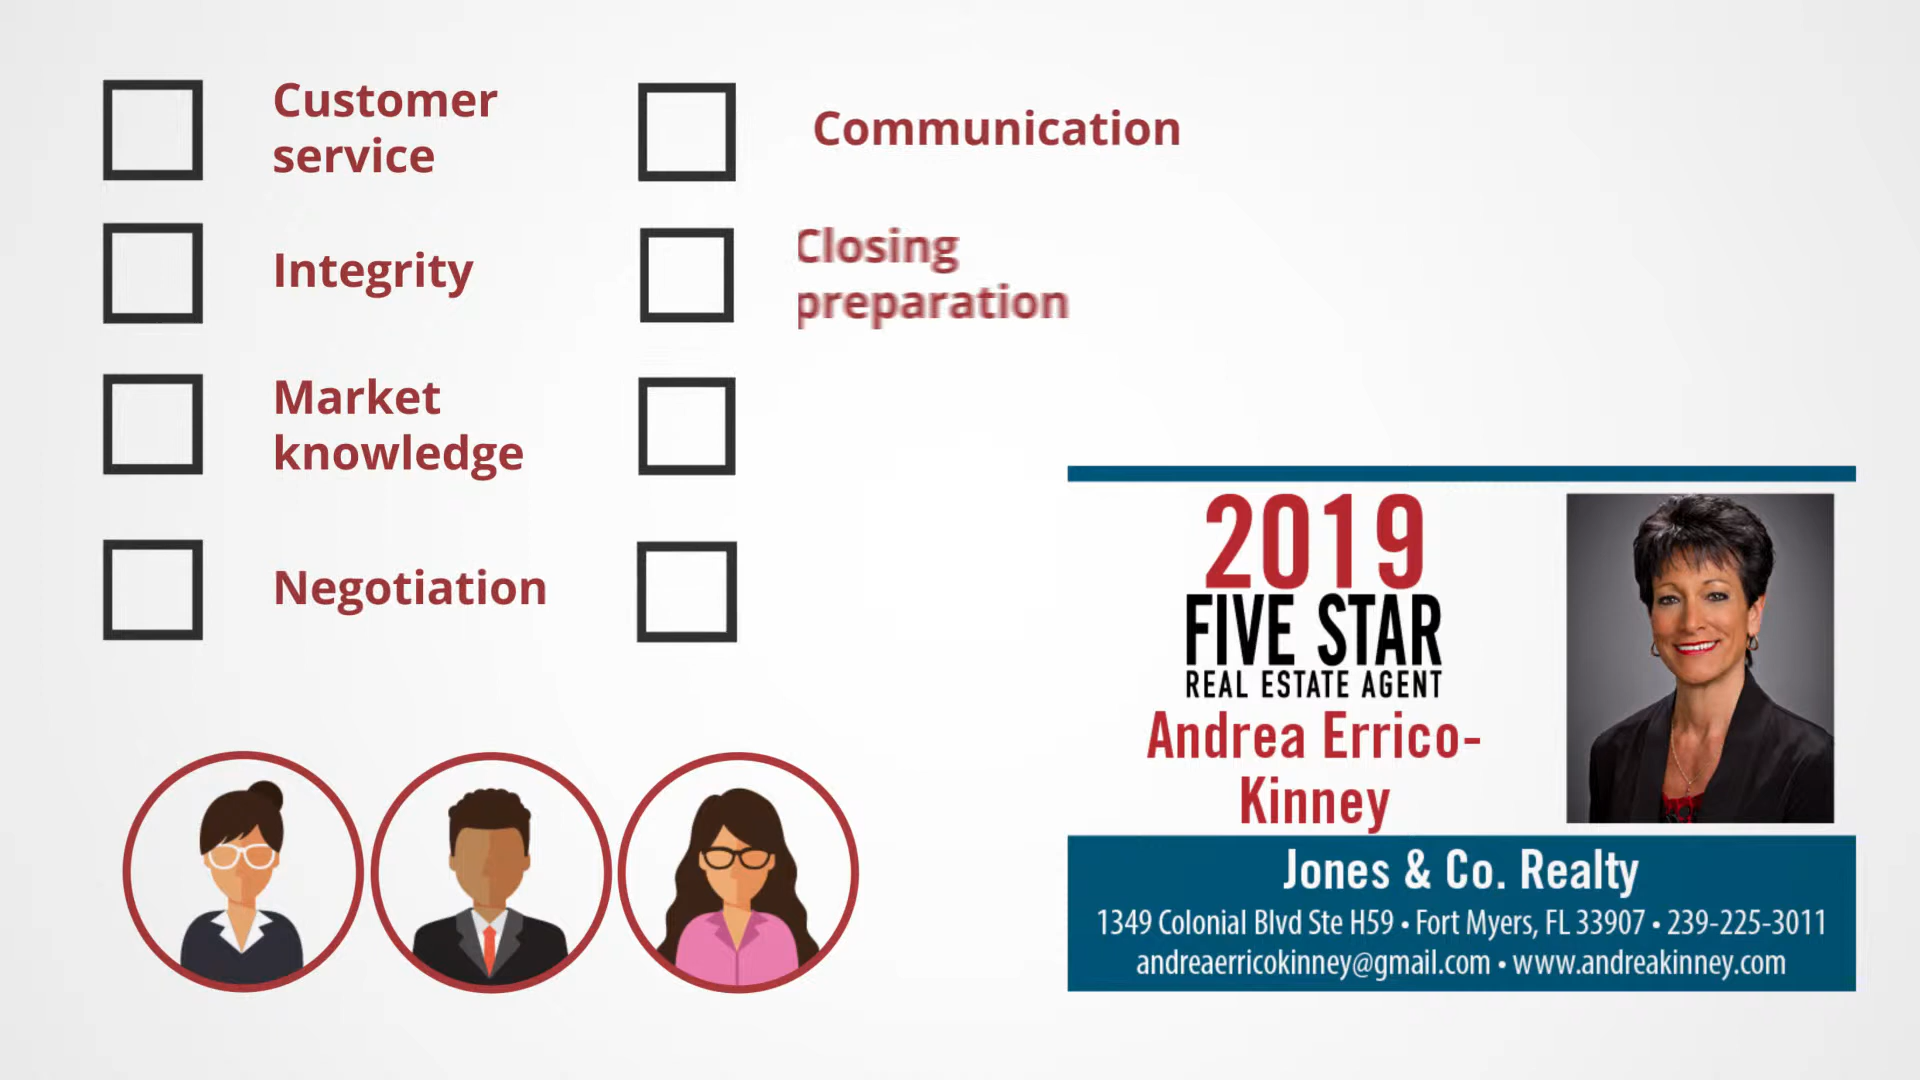 Customer
service
Integrity
Market
knowledge
Negotiation
Communication
Closing
preparation
2019
FIVE STAR
REAL ESTATE AGENT
Andrea Errico-
Kinney
Jones & Co. Realty
1349 Colonial Blvd Ste H59 • Fort Myers, FL 33907 • 239-225-3011
andreaerricokinney@gmail.com • www.andreakinney.com